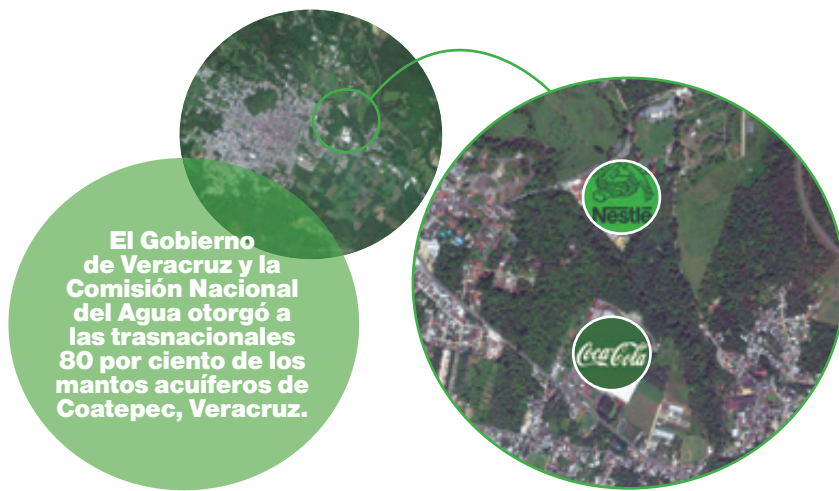 El Gobierno
de Veracruz y la
Comisión Nacional
del Agua otorgó a
las trasnacionales
80 por ciento de los
mantos acuíferos de
Coatepec, Veracruz.
Nestlē
Coca-Cola